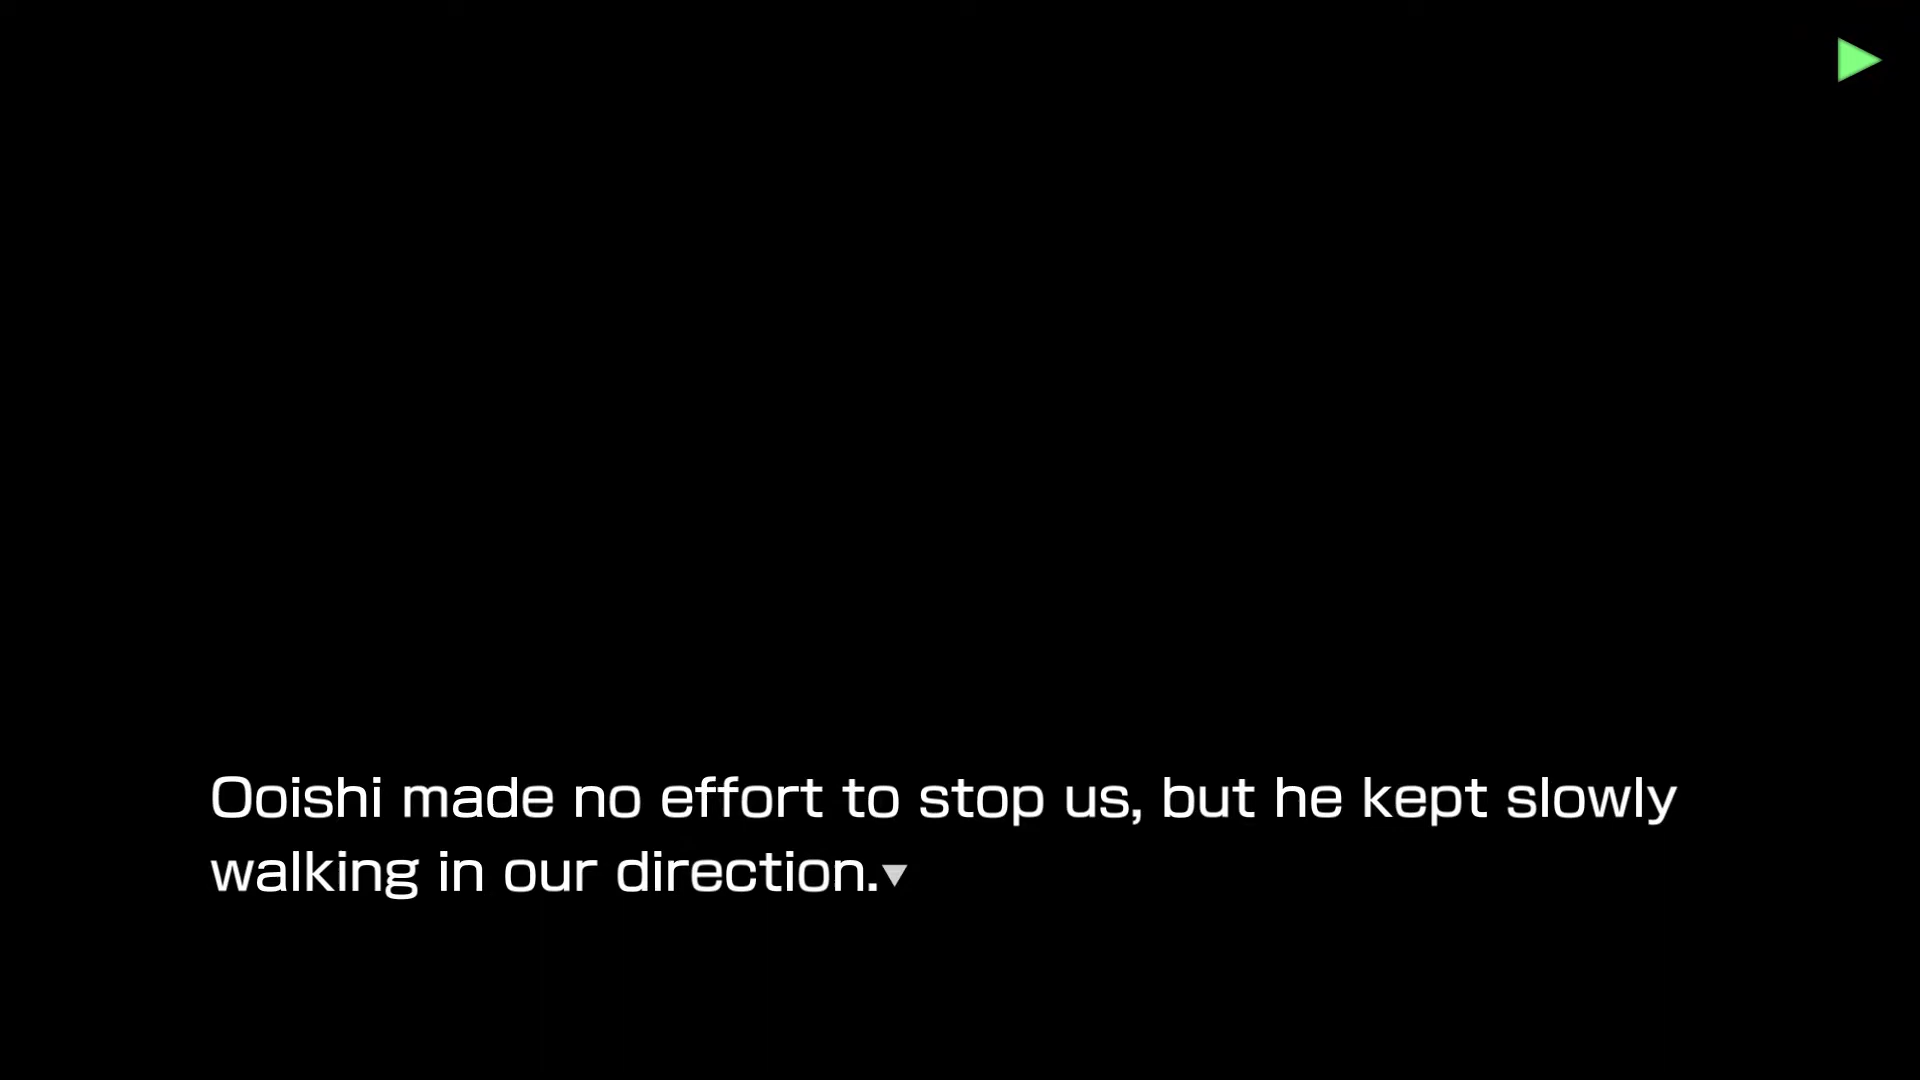 Ooishi made no effort to stop us, but he kept slowly
walking in our direction.